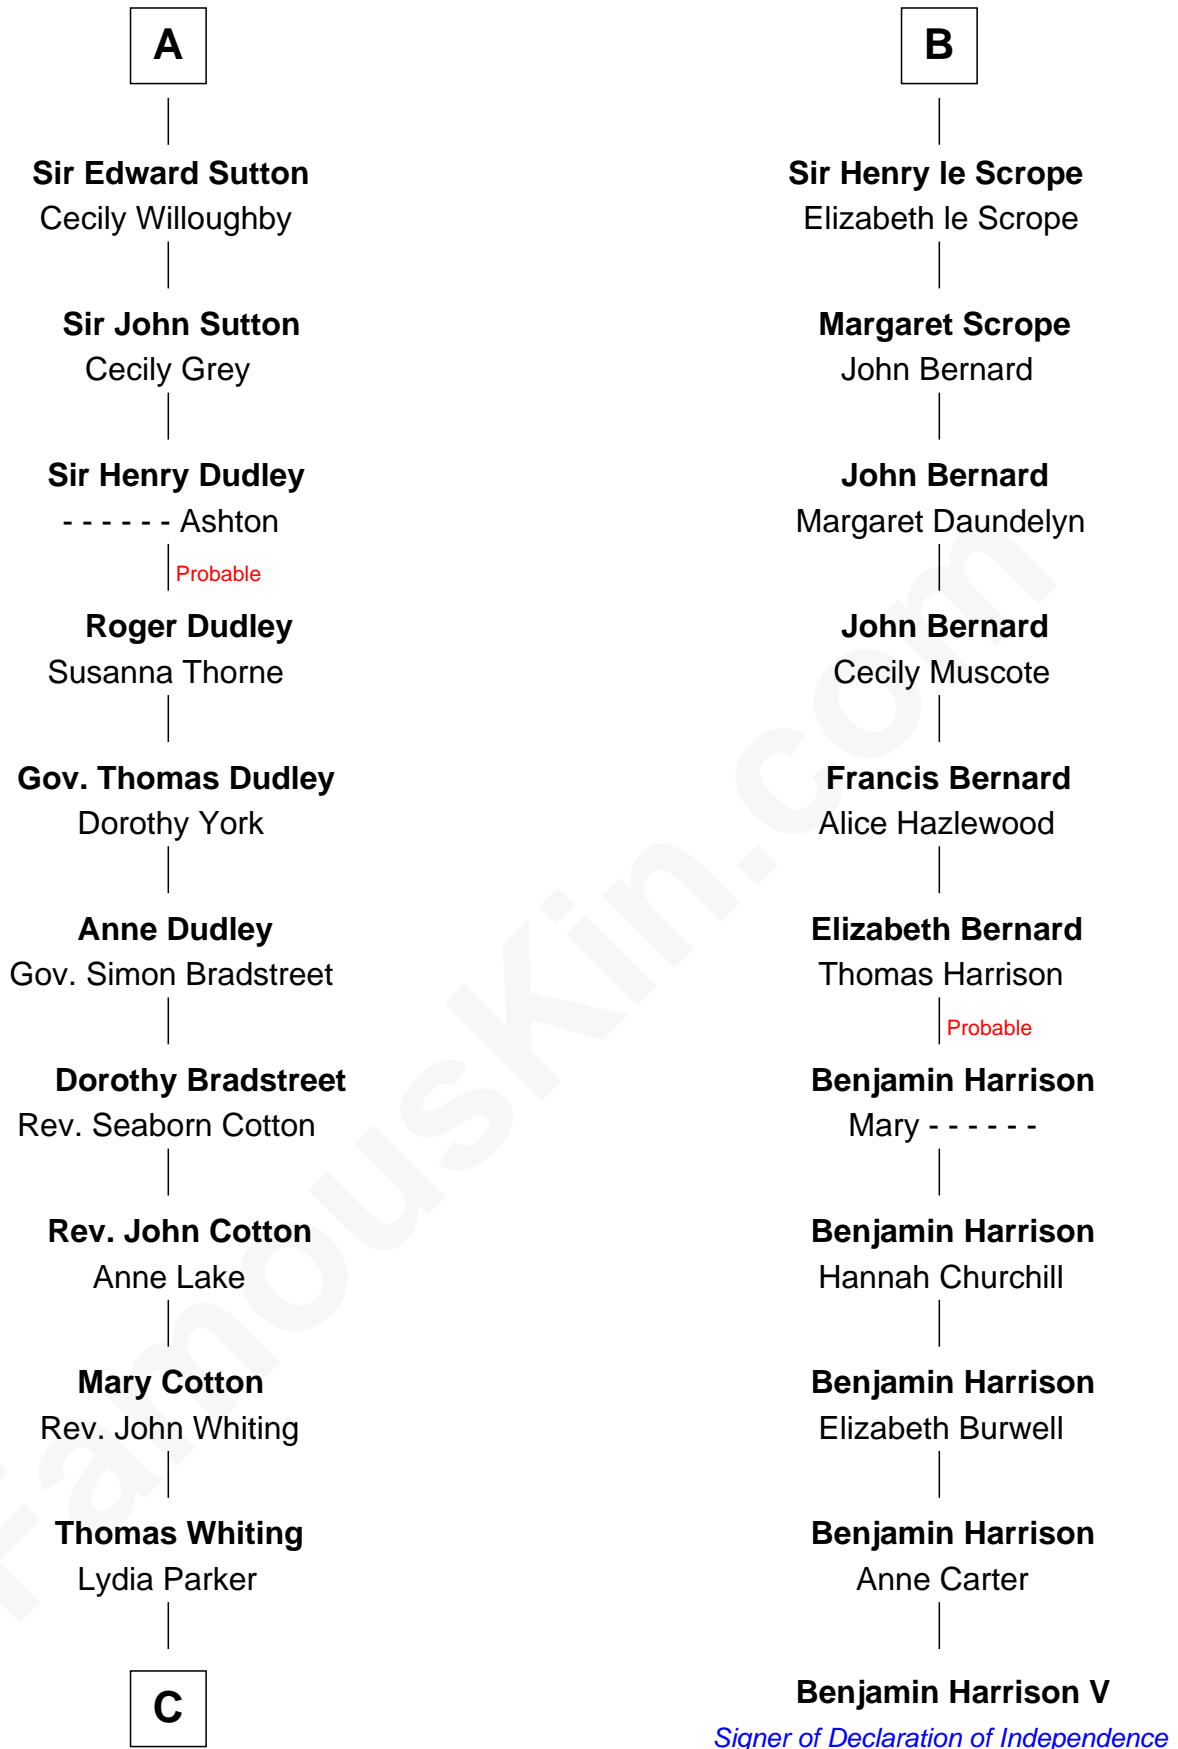 A
Sir Edward Sutton
Cecily Willoughby
Sir John Sutton
Cecily Grey
Sir Henry Dudley
- - - - - - Ashton
Probable
Roger Dudley
Susanna Thorne
Gov. Thomas Dudley
Dorothy York
Anne Dudley
Gov. Simon Bradstreet
Dorothy Bradstreet
Rev. Seaborn Cotton
Rev. John Cotton
Anne Lake
Mary Cotton
Rev. John Whiting
Thomas Whiting
Lydia Parker
C
B
Sir Henry le Scrope
Elizabeth le Scrope
Margaret Scrope
John Bernard
John Bernard
Margaret Daundelyn
John Bernard
Cecily Muscote
Francis Bernard
Alice Hazlewood
Elizabeth Bernard
Thomas Harrison
Probable
Benjamin Harrison
Mary - - - - - -
Benjamin Harrison
Hannah Churchill
Benjamin Harrison
Elizabeth Burwell
Benjamin Harrison
Anne Carter
Benjamin Harrison V
Signer of Declaration of Independence
FamousKin.com